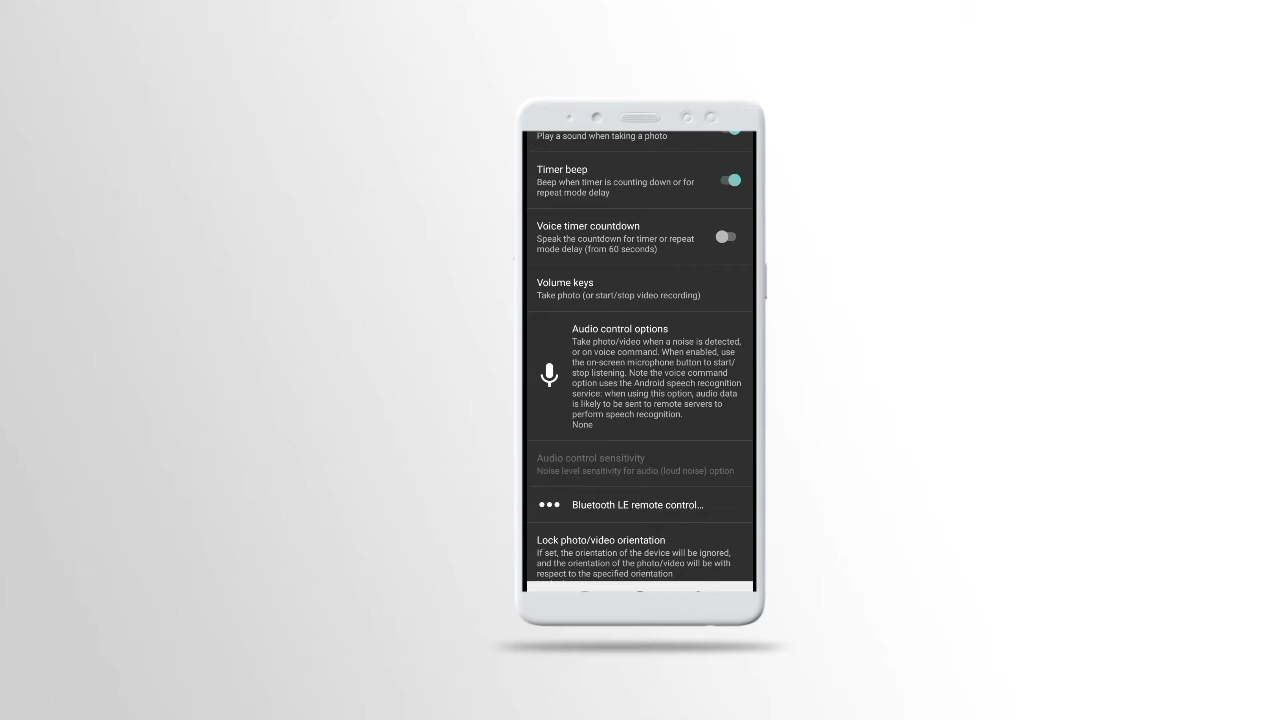 Play a sound when taking a photo
Timer beep
Beep when timer is counting down or for
repeat mode delay
Voice timer countdown
Speak the countdown for timer or repeat
mode delay (from 60 seconds)
Volume keys
Take photo (or start/stop video recording)
Audio control options
Take photo/video when a noise is detected,
or on voice command. When enabled, use
the on-screen microphone button to start/
stop listening. Note the voice command
option uses the Android speech recognition
service: when using this option, audio data
is likely to be sent to remote servers to
perform speech recognition.
None
Audio control sensitivity
Noise level sensitivity for audio (loud noise) option
Bluetooth LE remote control...
Lock photo/video orientation
If set, the orientation of the device will be ignored,
and the orientation of the photo/video will be with
respect to the specified orientation